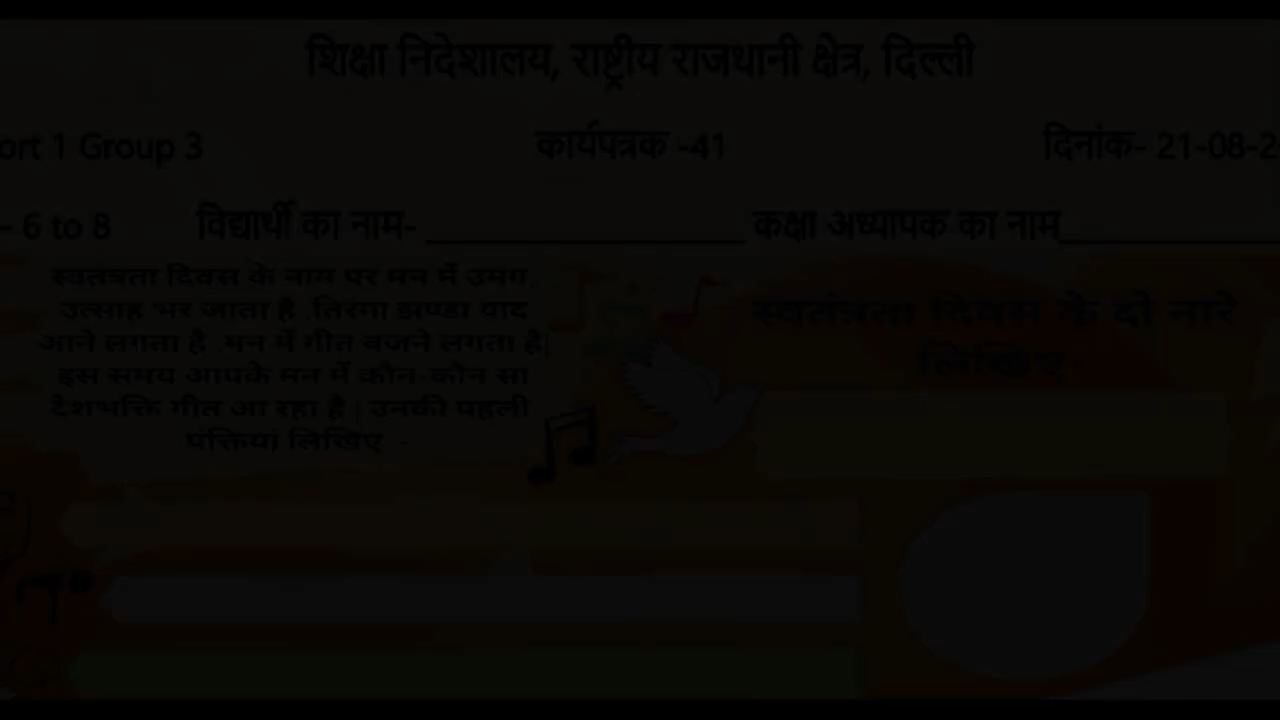 शिक्षा निदेशालय, राष्ट्रीय राजधानी क्षेत्र, दिल्ली
ort 1 Group 3 कार्यपत्रक -41 दिनांक- 21-08-2
- 6 to 8 विद्यार्थी का नाम- ________________ कक्षा अध्यापक का नाम___________
स्वतंत्रता दिवस के नाम पर मन में उमंग,
उत्साह भर जाता है .तिरंगा झण्डा याद
आने लगता है .मन में गीत बजने लगता है|
इस समय आपके मन में कौन-कौन सा
देशभक्ति गीत आ रहा है | उनकी पहली
पंक्तियां लिखिए -
स्वतंत्रता दिवस के दो नारे
लिखिए